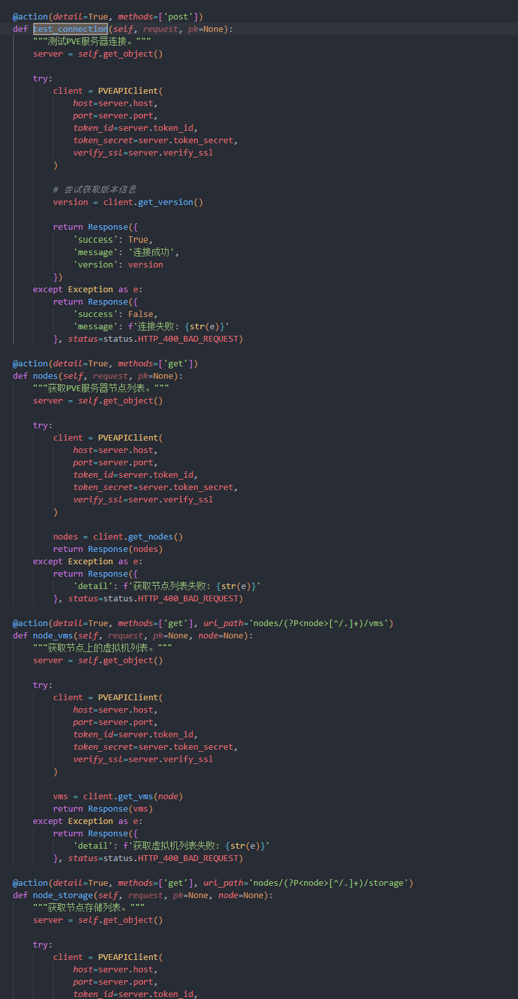 @action(detail=True, methods=['post'])
def test_connection(self, request, pk=None):
    """测试PVE服务器连接。"""
    server = self.get_object()

    try:
        client = PVEAPIClient(
            host=server.host,
            port=server.port,
            token_id=server.token_id,
            token_secret=server.token_secret,
            verify_ssl=server.verify_ssl
        )

        # 尝试获取版本信息
        version = client.get_version()

        return Response({
            'success': True,
            'message': '连接成功',
            'version': version
        })
    except Exception as e:
        return Response({
            'success': False,
            'message': f'连接失败: {str(e)}'
        }, status=status.HTTP_400_BAD_REQUEST)

@action(detail=True, methods=['get'])
def nodes(self, request, pk=None):
    """获取PVE服务器节点列表。"""
    server = self.get_object()

    try:
        client = PVEAPIClient(
            host=server.host,
            port=server.port,
            token_id=server.token_id,
            token_secret=server.token_secret,
            verify_ssl=server.verify_ssl
        )

        nodes = client.get_nodes()
        return Response(nodes)
    except Exception as e:
        return Response({
            'detail': f'获取节点列表失败: {str(e)}'
        }, status=status.HTTP_400_BAD_REQUEST)

@action(detail=True, methods=['get'], url_path='nodes/(?P<node>[^/.]+)/vms')
def node_vms(self, request, pk=None, node=None):
    """获取节点上的虚拟机列表。"""
    server = self.get_object()

    try:
        client = PVEAPIClient(
            host=server.host,
            port=server.port,
            token_id=server.token_id,
            token_secret=server.token_secret,
            verify_ssl=server.verify_ssl
        )

        vms = client.get_vms(node)
        return Response(vms)
    except Exception as e:
        return Response({
            'detail': f'获取虚拟机列表失败: {str(e)}'
        }, status=status.HTTP_400_BAD_REQUEST)

@action(detail=True, methods=['get'], url_path='nodes/(?P<node>[^/.]+)/storage')
def node_storage(self, request, pk=None, node=None):
    """获取节点存储列表。"""
    server = self.get_object()

    try:
        client = PVEAPIClient(
            host=server.host,
            port=server.port,
            token_id=server.token_id,